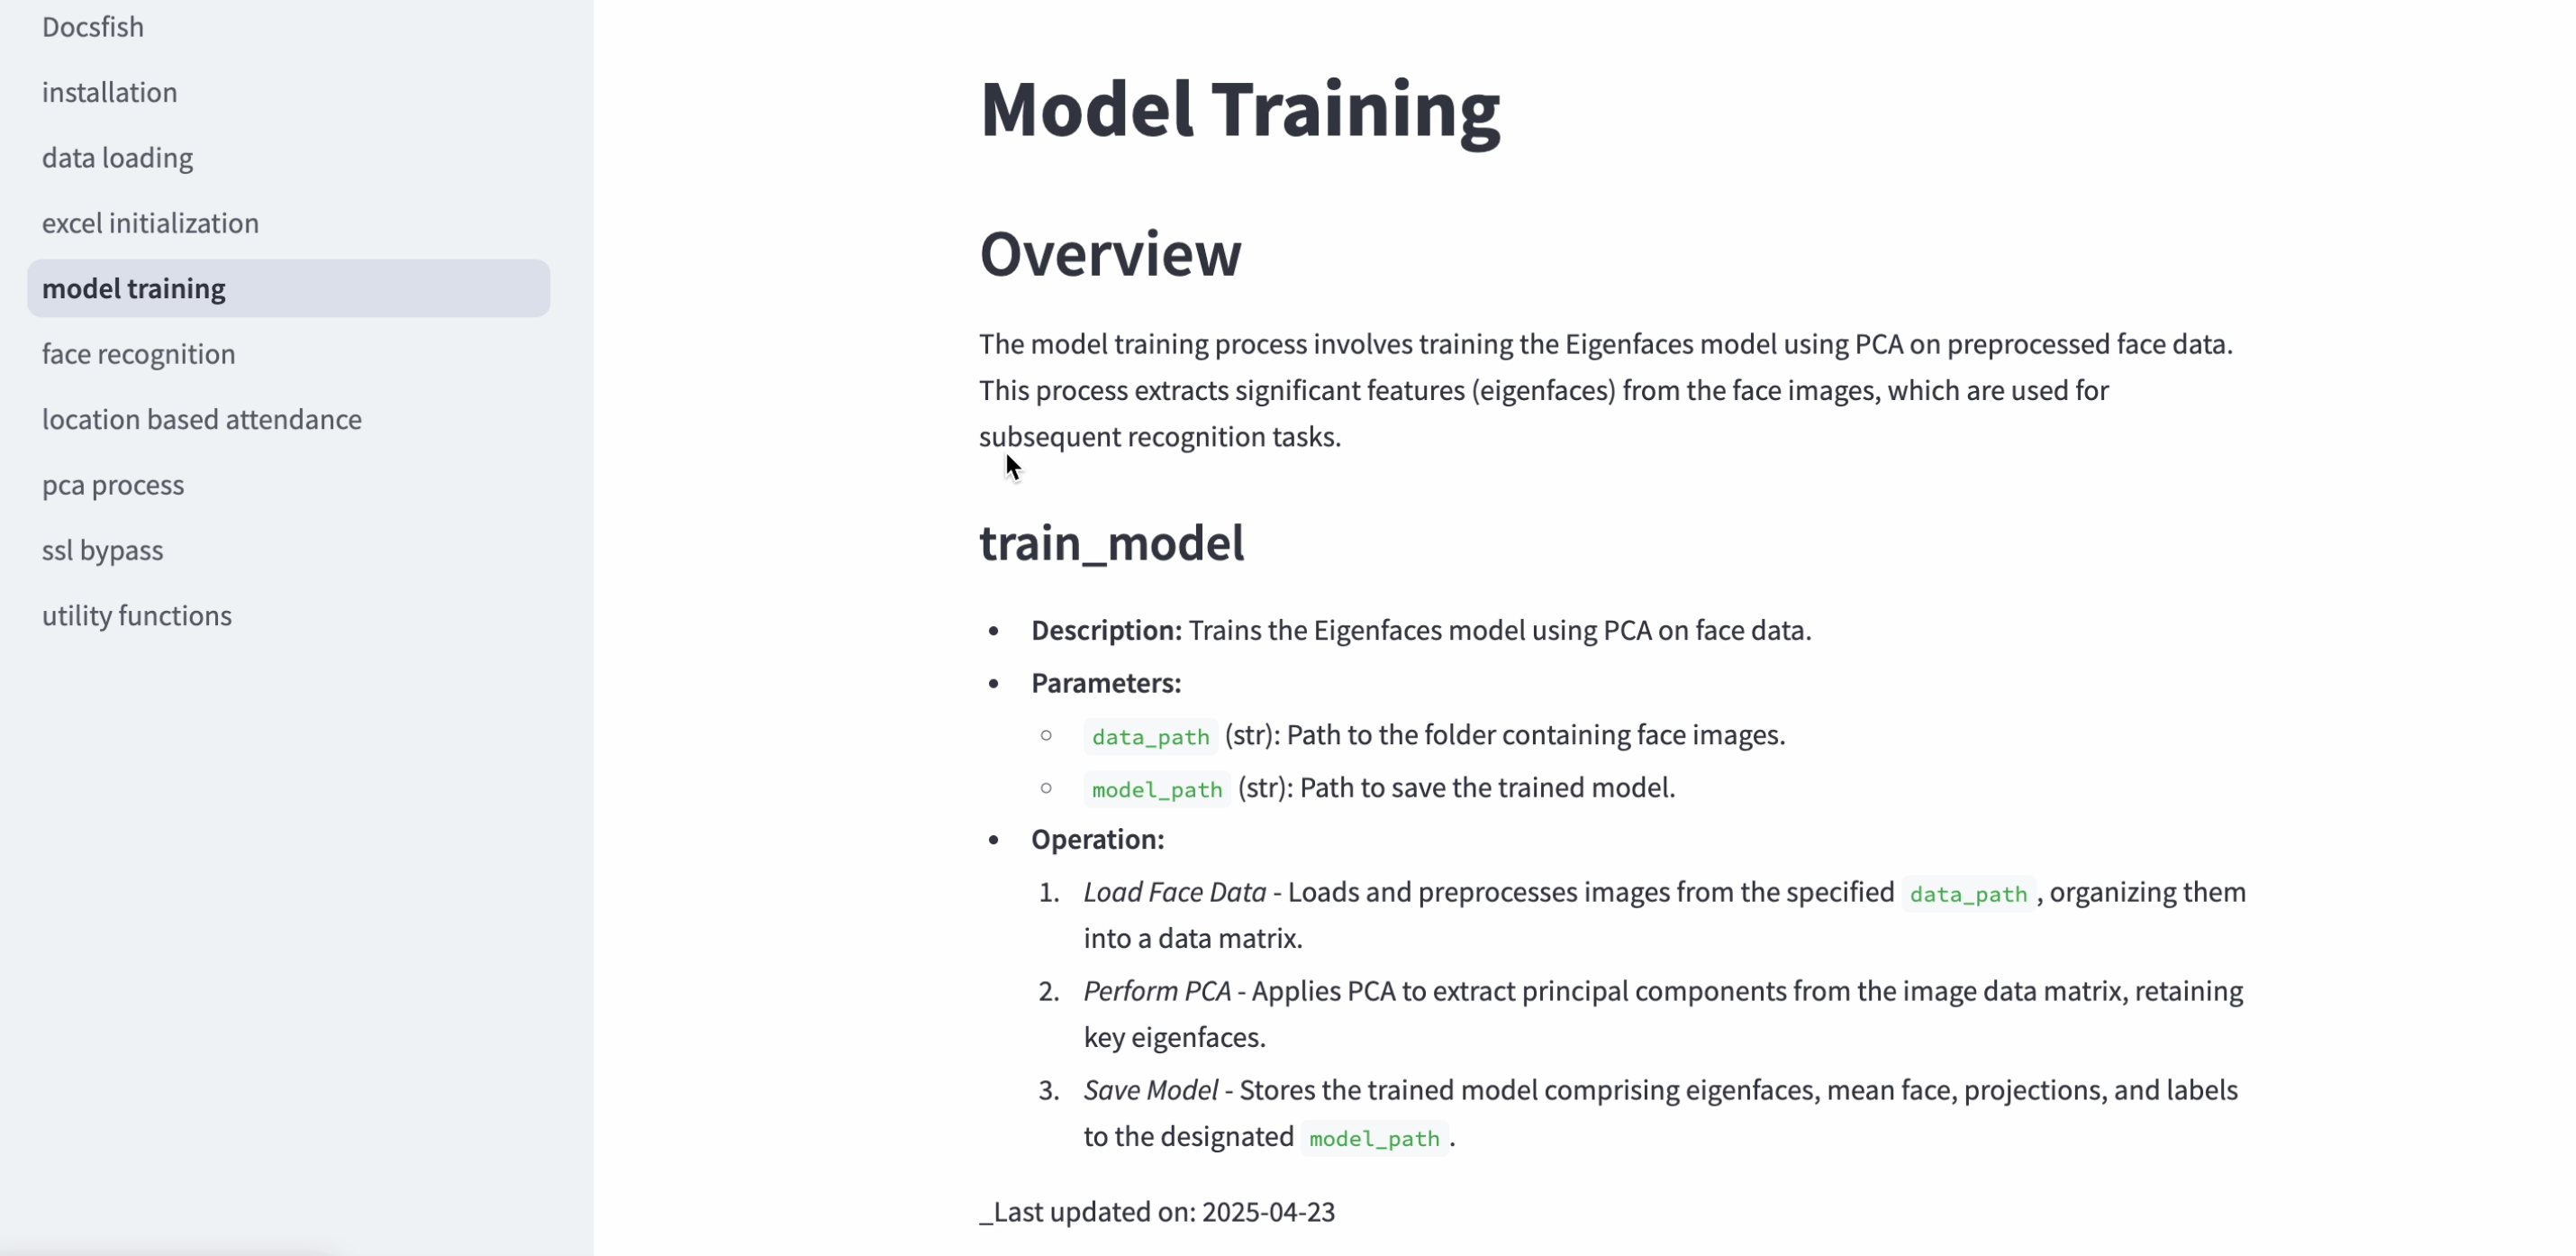 Docsfish
installation
data loading
excel initialization
model training
face recognition
location based attendance
pca process
ssl bypass
utility functions
Model Training
Overview
The model training process involves training the Eigenfaces model using PCA on preprocessed face data.
This process extracts significant features (eigenfaces) from the face images, which are used for
subsequent recognition tasks.
train_model
• Description: Trains the Eigenfaces model using PCA on face data.
• Parameters:
○ data_path (str): Path to the folder containing face images.
○ model_path (str): Path to save the trained model.
• Operation:
1. Load Face Data - Loads and preprocesses images from the specified data_path , organizing them
into a data matrix.
2. Perform PCA - Applies PCA to extract principal components from the image data matrix, retaining
key eigenfaces.
3. Save Model - Stores the trained model comprising eigenfaces, mean face, projections, and labels
to the designated model_path .
_Last updated on: 2025-04-23